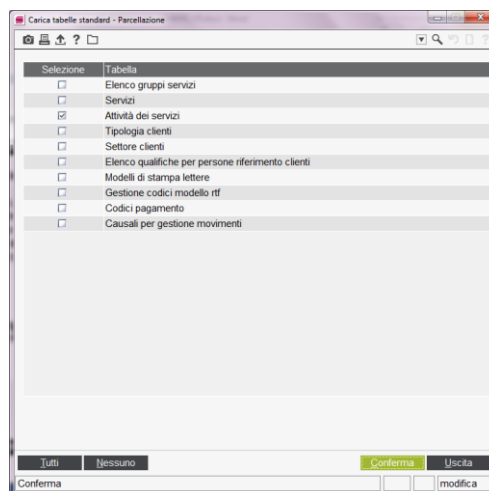 Carica tabelle standard - Parcellazione
Selezione Tabella
Elenco gruppi servizi
Servizi
Attività dei servizi
Tipologia clienti
Settore clienti
Elenco qualifiche per persone riferimento clienti
Modelli di stampa lettere
Gestione codici modello rtf
Codici pagamento
Causali per gestione movimenti
Tutti Nessuno Conferma Uscita
Conferma modifica